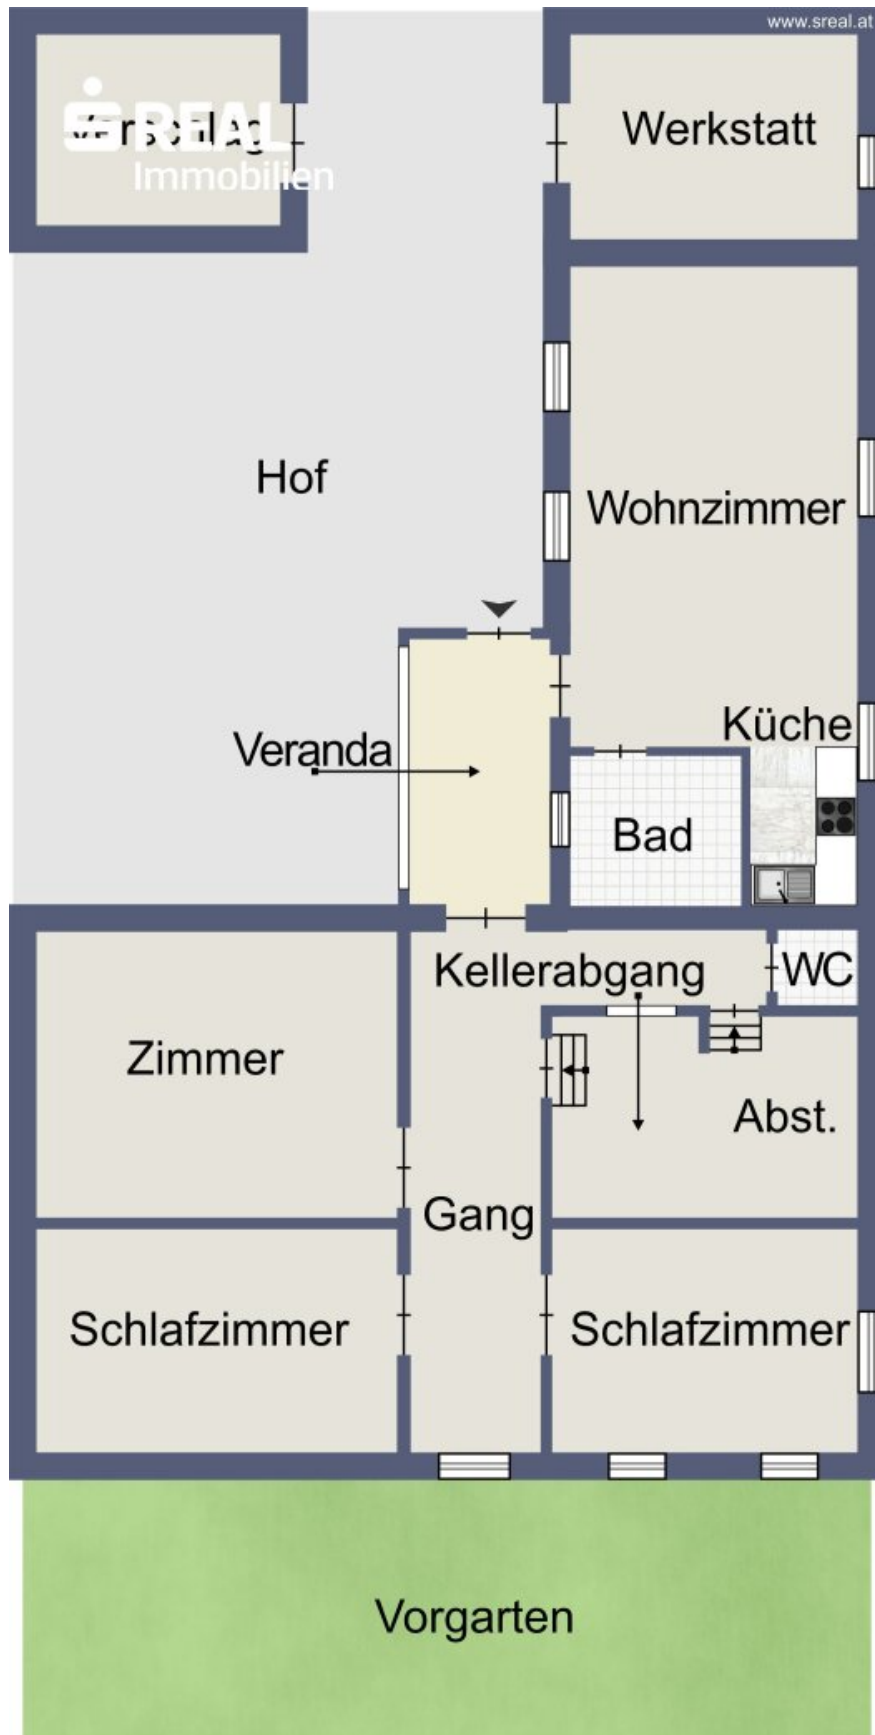 www.sreal.at
Verschlag
REAL
Immobilien
Werkstatt
Hof
Wohnzimmer
Veranda
Küche
Bad
Kellerabgang
WC
Zimmer
Abst.
Gang
Schlafzimmer
Schlafzimmer
Vorgarten